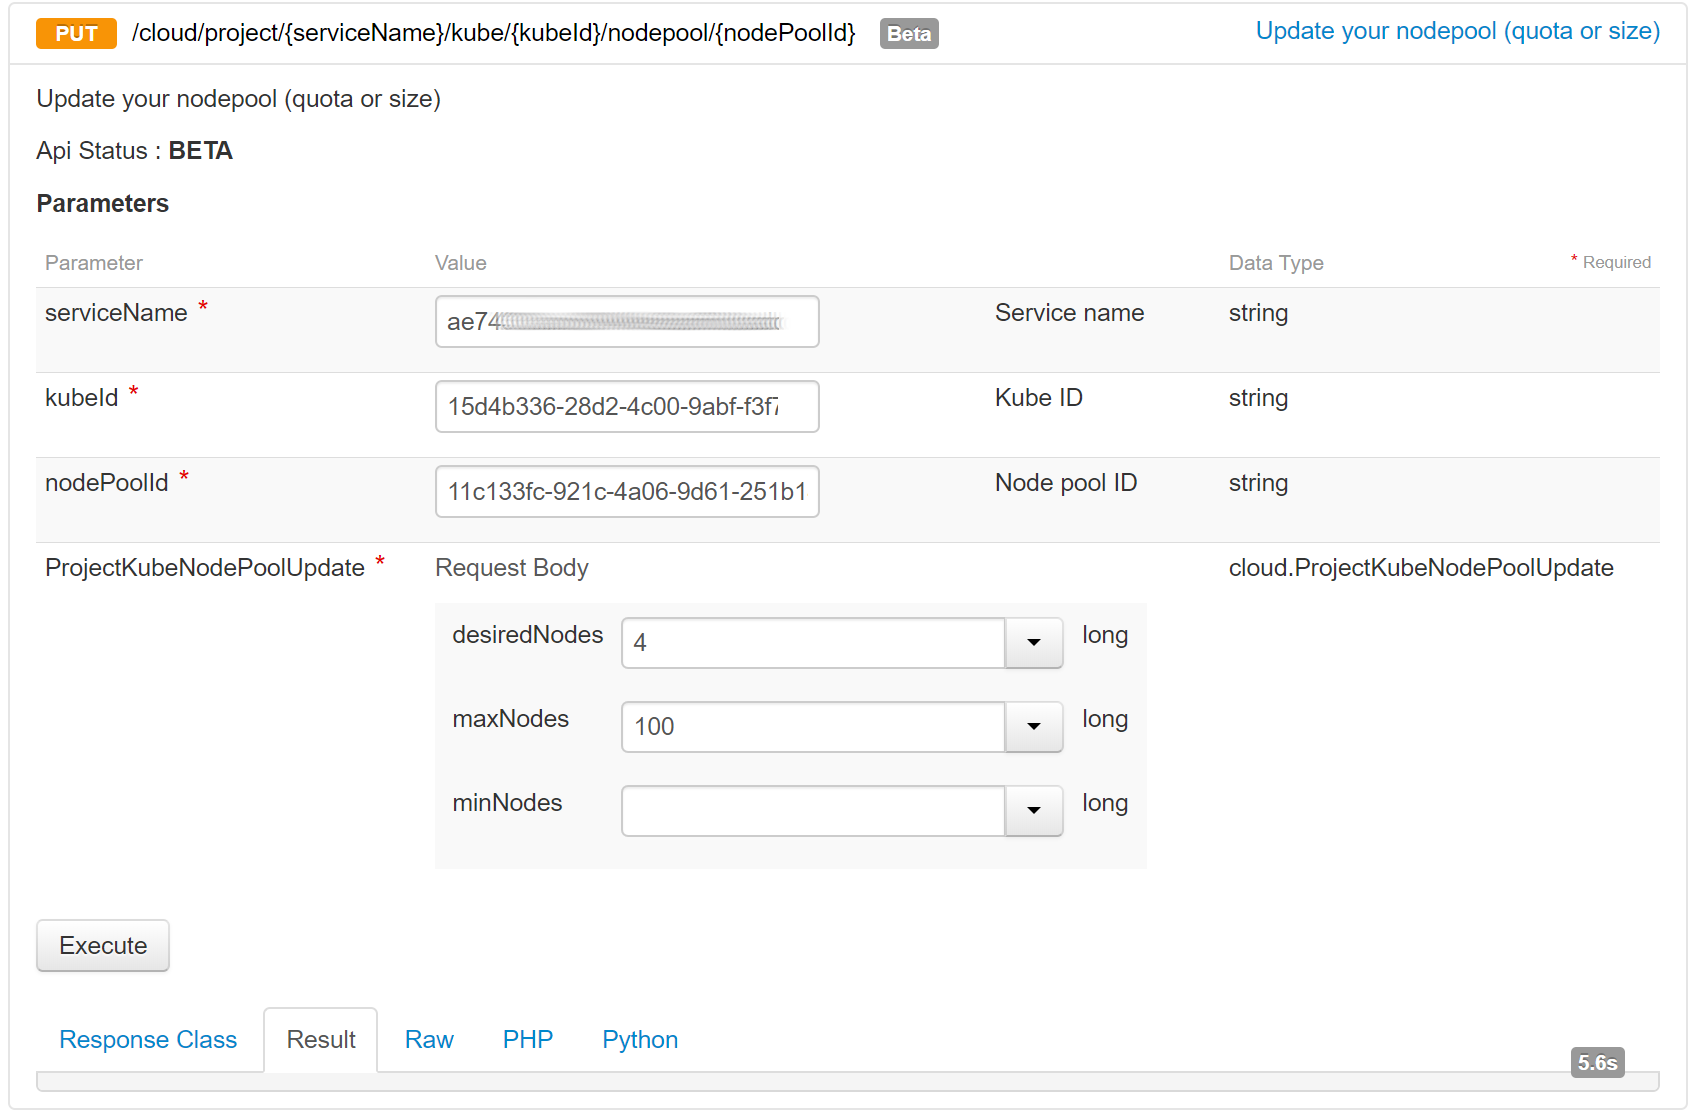 PUT /cloud/project/{serviceName}/kube/{kubeId}/nodepool/{nodePoolId} Beta Update your nodepool (quota or size)
Update your nodepool (quota or size)
Api Status : BETA
Parameters
Parameter Value Data Type * Required
serviceName * ae74 Service name string
kubeId * 15d4b336-28d2-4c00-9abf-f3f7 Kube ID string
nodePoolId * 11c133fc-921c-4a06-9d61-251b1 Node pool ID string
ProjectKubeNodePoolUpdate * Request Body cloud.ProjectKubeNodePoolUpdate
desiredNodes 4 long
maxNodes 100 long
minNodes long
Execute
Response Class Result Raw PHP Python
5.6s